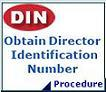 DIN
Obtain Director
Identification
Number
Procedure